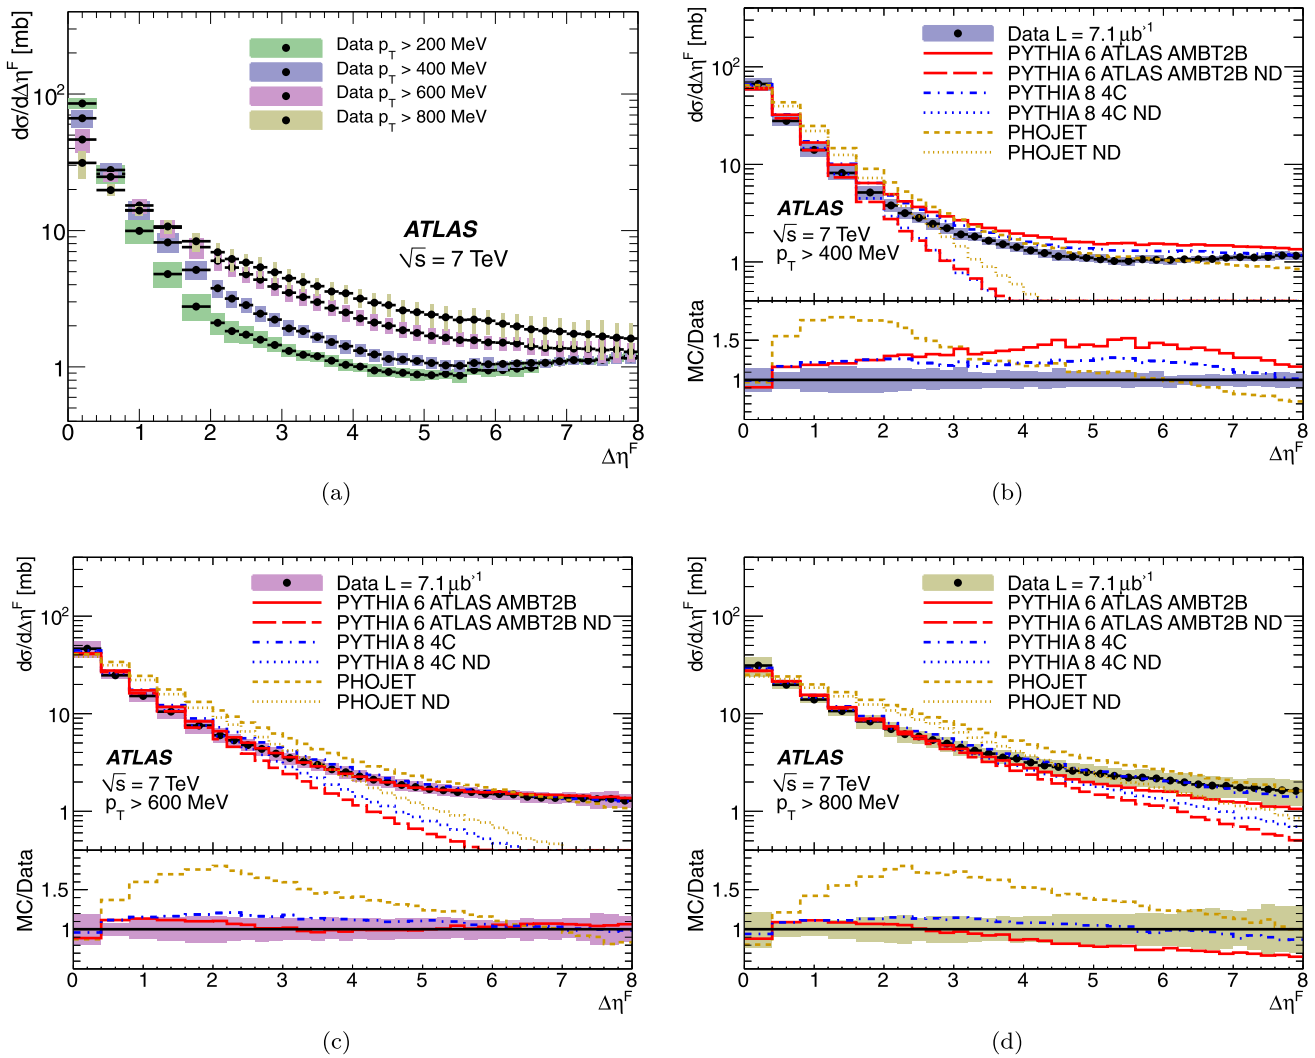 dσ/dΔη^F [mb]
Data p_T > 200 MeV
Data p_T > 400 MeV
Data p_T > 600 MeV
Data p_T > 800 MeV
10²
10
1
ATLAS
√s = 7 TeV
0 1 2 3 4 5 6 7 8
Δη^F
(a)
dσ/dΔη^F [mb]
Data L = 7.1μb⁻¹
PYTHIA 6 ATLAS AMBT2B
PYTHIA 6 ATLAS AMBT2B ND
PYTHIA 8 4C
PYTHIA 8 4C ND
PHOJET
PHOJET ND
10²
10
1
ATLAS
√s = 7 TeV
p_T > 400 MeV
MC/Data
1.5
1
0 1 2 3 4 5 6 7 8
Δη^F
(b)
dσ/dΔη^F [mb]
Data L = 7.1μb⁻¹
PYTHIA 6 ATLAS AMBT2B
PYTHIA 6 ATLAS AMBT2B ND
PYTHIA 8 4C
PYTHIA 8 4C ND
PHOJET
PHOJET ND
10²
10
1
ATLAS
√s = 7 TeV
p_T > 600 MeV
MC/Data
1.5
1
0 1 2 3 4 5 6 7 8
Δη^F
(c)
dσ/dΔη^F [mb]
Data L = 7.1μb⁻¹
PYTHIA 6 ATLAS AMBT2B
PYTHIA 6 ATLAS AMBT2B ND
PYTHIA 8 4C
PYTHIA 8 4C ND
PHOJET
PHOJET ND
10²
10
1
ATLAS
√s = 7 TeV
p_T > 800 MeV
MC/Data
1.5
1
0 1 2 3 4 5 6 7 8
Δη^F
(d)